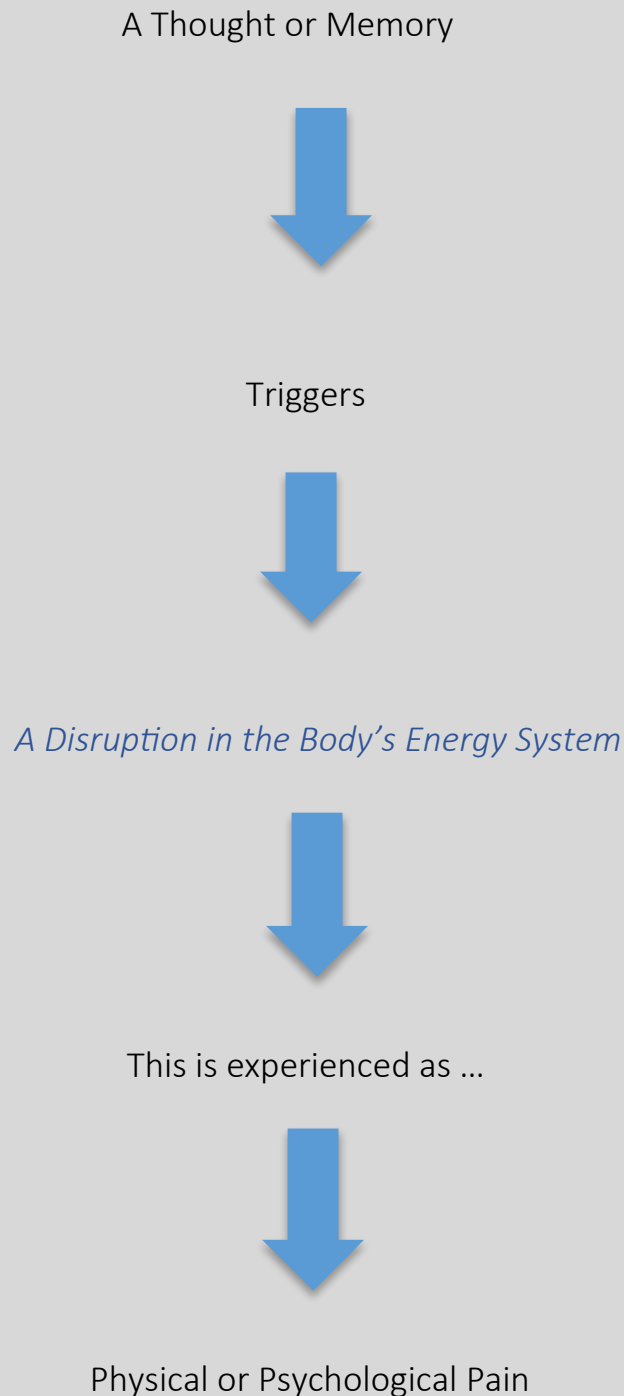 A Thought or Memory
Triggers
A Disruption in the Body’s Energy System
This is experienced as …
Physical or Psychological Pain